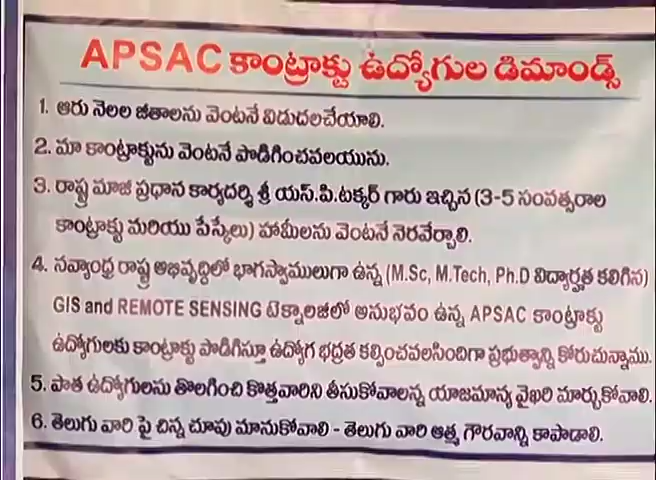 APSAC కాంట్రాక్టు ఉద్యోగుల డిమాండ్స్
1. ఆరు నెలల జీతాలను వెంటనే విడుదలచేయాలి.
2. మా కాంట్రాక్టును వెంటనే పొడిగించవలయును.
3. రాష్ట్ర మాజీ ప్రధాన కార్యదర్శి శ్రీ యస్.పి.టక్కర్ గారు ఇచ్చిన (3-5 సంవత్సరాల
కాంట్రాక్టు మరియు పేస్కేలు) హామీలను వెంటనే నెరవేర్చాలి.
4. నవ్యాంధ్ర రాష్ట్ర అభివృద్ధిలో భాగస్వాములుగా ఉన్న (M.Sc, M.Tech, Ph.D విద్యార్హత కలిగిన)
GIS and REMOTE SENSING టెక్నాలజీలో అనుభవం ఉన్న APSAC కాంట్రాక్టు
ఉద్యోగులకు కాంట్రాక్టు పొడిగిస్తూ ఉద్యోగ భద్రత కల్పించవలసిందిగా ప్రభుత్వాన్ని కోరుచున్నాము.
5. పాత ఉద్యోగులను తొలగించి కొత్తవారిని తీసుకోవాలన్న యాజమాన్య వైఖరి మార్చుకోవాలి.
6. తెలుగు వారి పై చిన్న చూపు మానుకోవాలి - తెలుగు వారి ఆత్మ గౌరవాన్ని కాపాడాలి.